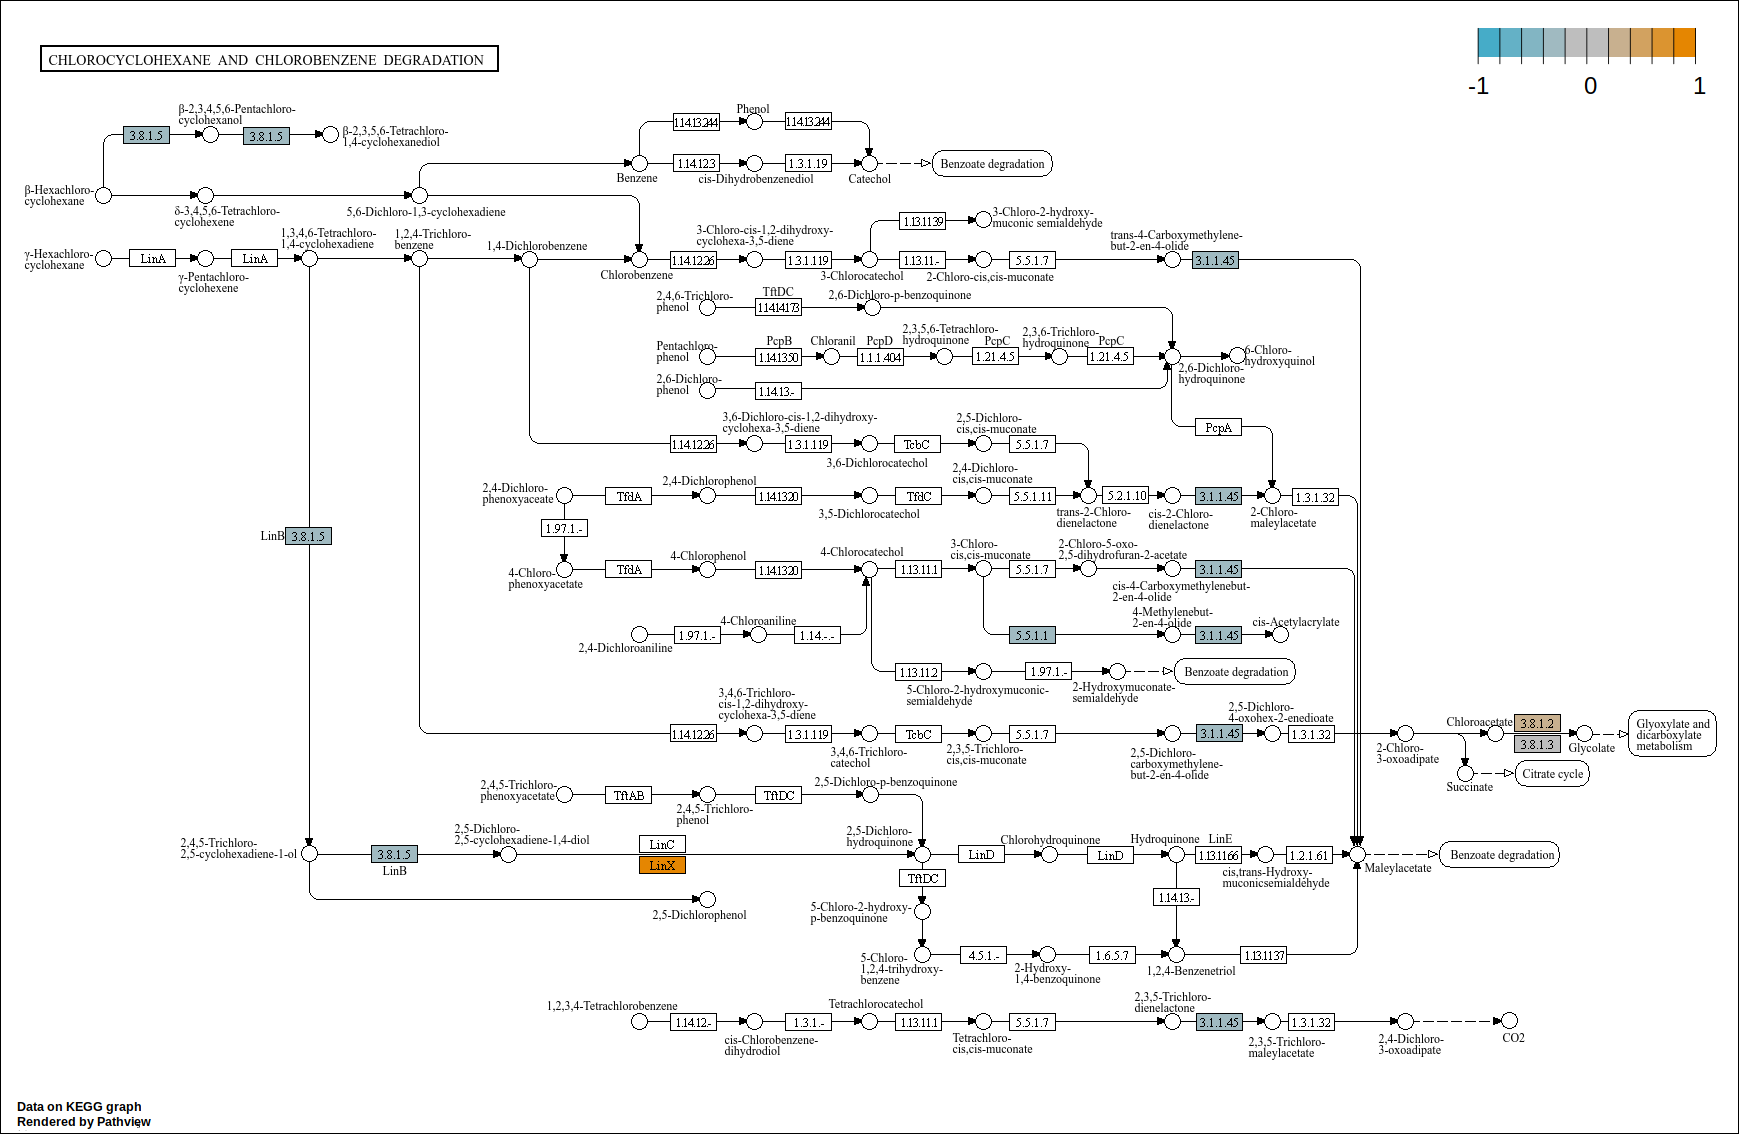 CHLOROCYCLOHEXANE AND CHLOROBENZENE DEGRADATION
-1 0 1
β-2,3,4,5,6-Pentachloro-
cyclohexanol
3.8.1.5
3.8.1.5
β-2,3,5,6-Tetrachloro-
1,4-cyclohexanediol
Phenol
1.14.13.244
1.14.13.244
1.14.12.3
1.3.1.19
Benzoate degradation
Benzene
cis-Dihydrobenzenediol
Catechol
β-Hexachloro-
cyclohexane
δ-3,4,5,6-Tetrachloro-
cyclohexene
5,6-Dichloro-1,3-cyclohexadiene
1.13.11.39
3-Chloro-2-hydroxy-
muconic semialdehyde
γ-Hexachloro-
cyclohexane
LinA
γ-Pentachloro-
cyclohexene
LinA
1,3,4,6-Tetrachloro-
1,4-cyclohexadiene
1,2,4-Trichloro-
benzene
1,4-Dichlorobenzene
Chlorobenzene
1.14.12.26
3-Chloro-cis-1,2-dihydroxy-
cyclohexa-3,5-diene
1.3.1.119
3-Chlorocatechol
1.13.11.-
2-Chloro-cis,cis-muconate
5.5.1.7
trans-4-Carboxymethylene-
but-2-en-4-olide
3.1.1.45
2,4,6-Trichloro-
phenol
TftDC
1.14.14.173
2,6-Dichloro-p-benzoquinone
Pentachloro-
phenol
PcpB
1.14.13.50
Chloranil
PcpD
1.1.1.404
2,3,5,6-Tetrachloro-
hydroquinone
PcpC
1.21.4.5
2,3,6-Trichloro-
hydroquinone
PcpC
1.21.4.5
6-Chloro-
hydroxyquinol
2,6-Dichloro-
hydroquinone
2,6-Dichloro-
phenol
1.14.13.-
PcpA
3,6-Dichloro-cis-1,2-dihydroxy-
cyclohexa-3,5-diene
1.14.12.26
1.3.1.119
3,6-Dichlorocatechol
TcbC
2,5-Dichloro-
cis,cis-muconate
5.5.1.7
2,4-Dichloro-
phenoxyaceate
TfdA
2,4-Dichlorophenol
1.14.13.20
3,5-Dichlorocatechol
TfdC
2,4-Dichloro-
cis,cis-muconate
5.5.1.11
trans-2-Chloro-
dienelactone
5.2.1.10
cis-2-Chloro-
dienelactone
3.1.1.45
2-Chloro-
maleylacetate
1.3.1.32
1.97.1.-
LinB
3.8.1.5
4-Chloro-
phenoxyacetate
TfdA
4-Chlorophenol
1.14.13.20
4-Chlorocatechol
1.13.11.1
3-Chloro-
cis,cis-muconate
5.5.1.7
2-Chloro-5-oxo-
2,5-dihydrofuran-2-acetate
3.1.1.45
cis-4-Carboxymethylenebut-
2-en-4-olide
2,4-Dichloroaniline
1.97.1.-
4-Chloroaniline
1.14.-.-
5.5.1.1
4-Methylenebut-
2-en-4-olide
3.1.1.45
cis-Acetylacrylate
1.13.11.2
5-Chloro-2-hydroxymuconic-
semialdehyde
1.97.1.-
2-Hydroxymuconate-
semialdehyde
Benzoate degradation
1.14.12.26
3,4,6-Trichloro-
cis-1,2-dihydroxy-
cyclohexa-3,5-diene
1.3.1.119
3,4,6-Trichloro-
catechol
TcbC
2,3,5-Trichloro-
cis,cis-muconate
5.5.1.7
2,5-Dichloro-
carboxymethylene-
but-2-en-4-olide
3.1.1.45
2,5-Dichloro-
4-oxohex-2-enedioate
1.3.1.32
2-Chloro-
3-oxoadipate
Chloroacetate
3.8.1.2
3.8.1.3
Glycolate
Glyoxylate and
dicarboxylate
metabolism
Succinate
Citrate cycle
2,4,5-Trichloro-
phenoxyacetate
TftAB
2,4,5-Trichloro-
phenol
TftDC
2,5-Dichloro-p-benzoquinone
2,4,5-Trichloro-
2,5-cyclohexadiene-1-ol
3.8.1.5
LinB
2,5-Dichloro-
2,5-cyclohexadiene-1,4-diol
LinC
LinX
2,5-Dichloro-
hydroquinone
LinD
Chlorohydroquinone
LinD
Hydroquinone
LinE
1.13.11.66
cis,trans-Hydroxy-
muconicsemialdehyde
1.2.1.61
Maleylacetate
Benzoate degradation
TftDC
2,5-Dichlorophenol
5-Chloro-2-hydroxy-
p-benzoquinone
1.14.13.-
5-Chloro-
1,2,4-trihydroxy-
benzene
4.5.1.-
2-Hydroxy-
1,4-benzoquinone
1.6.5.7
1,2,4-Benzenetriol
1.13.11.37
1,2,3,4-Tetrachlorobenzene
1.14.12.-
cis-Chlorobenzene-
dihydrodiol
1.3.1.-
Tetrachlorocatechol
1.13.11.1
Tetrachloro-
cis,cis-muconate
5.5.1.7
2,3,5-Trichloro-
dienelactone
3.1.1.45
2,3,5-Trichloro-
maleylacetate
1.3.1.32
2,4-Dichloro-
3-oxoadipate
CO2
Data on KEGG graph
Rendered by Pathview